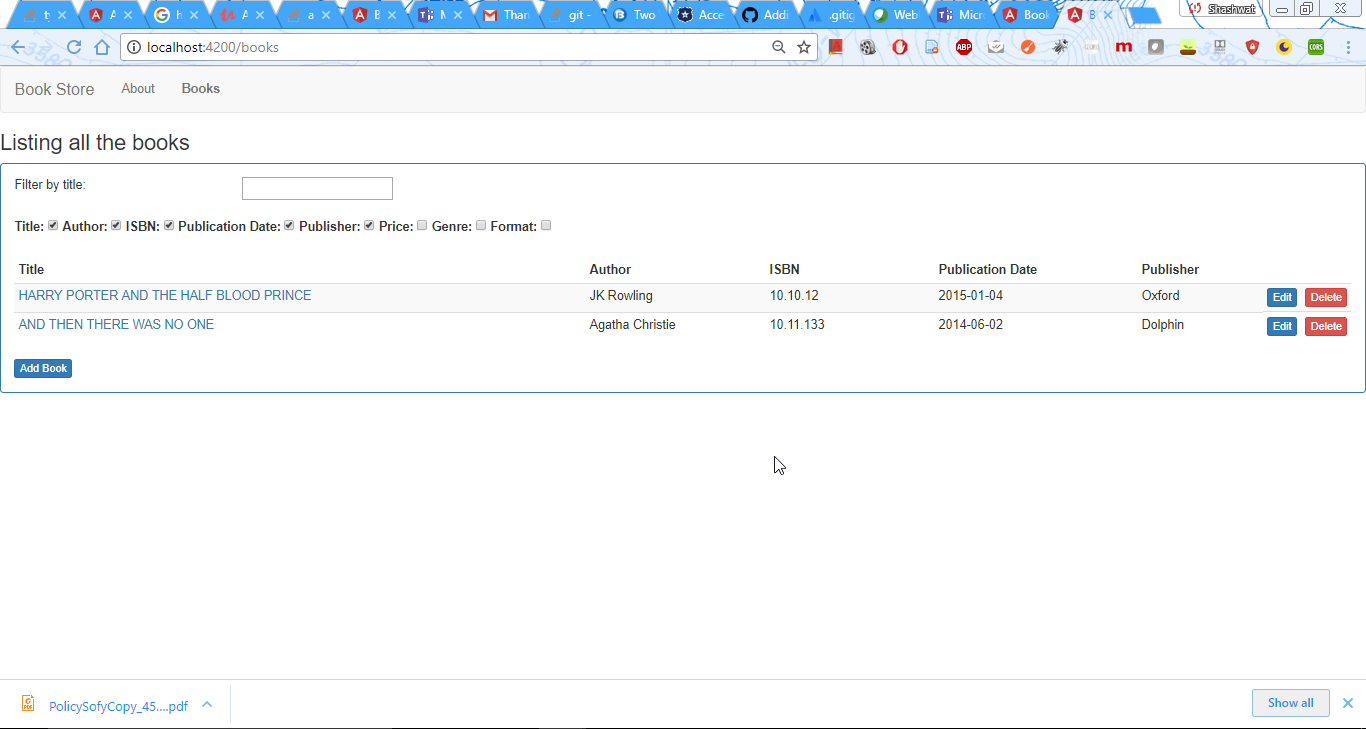 A B Than git - Two Acce Addi .gitig Web Micr Book B Shashwat
localhost:4200/books ABP m CORS
Book Store About Books
Listing all the books
Filter by title:
Title: Author: ISBN: Publication Date: Publisher: Price: Genre: Format:
Title Author ISBN Publication Date Publisher
HARRY PORTER AND THE HALF BLOOD PRINCE JK Rowling 10.10.12 2015-01-04 Oxford Edit Delete
AND THEN THERE WAS NO ONE Agatha Christie 10.11.133 2014-06-02 Dolphin Edit Delete
Add Book
PolicySofyCopy_45....pdf Show all